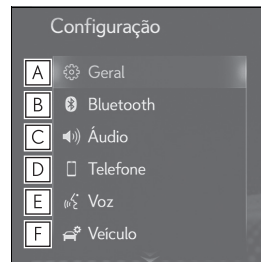 Configuração
A Geral
B Bluetooth
C Áudio
D Telefone
E Voz
F Veículo